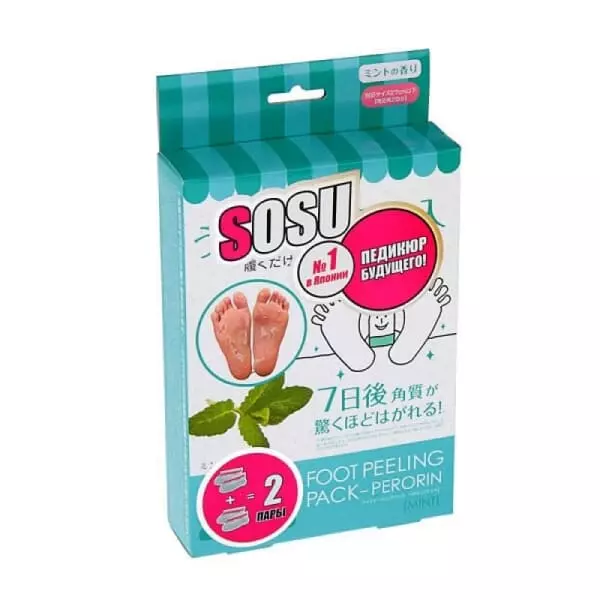 ミントの香り
SOSU
履くだけ
№1
в Японии
ПЕДИКЮР
БУДУЩЕГО!
7日後 角質が
驚くほどはがれる!
+ = 2
ПАРЫ
FOOT PEELING
PACK-PERORIN
[MINT]